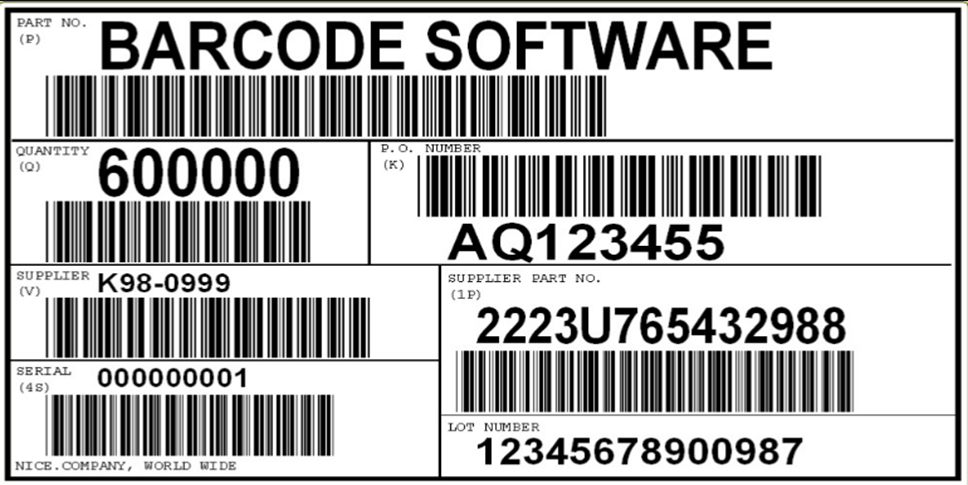 PART NO.
(P)
BARCODE SOFTWARE
QUANTITY
(Q)
600000
P.O. NUMBER
(K)
AQ123455
SUPPLIER
(V)
K98-0999
SUPPLIER PART NO.
(1P)
2223U765432988
SERIAL
(4S)
000000001
LOT NUMBER
12345678900987
NICE.COMPANY, WORLD WIDE